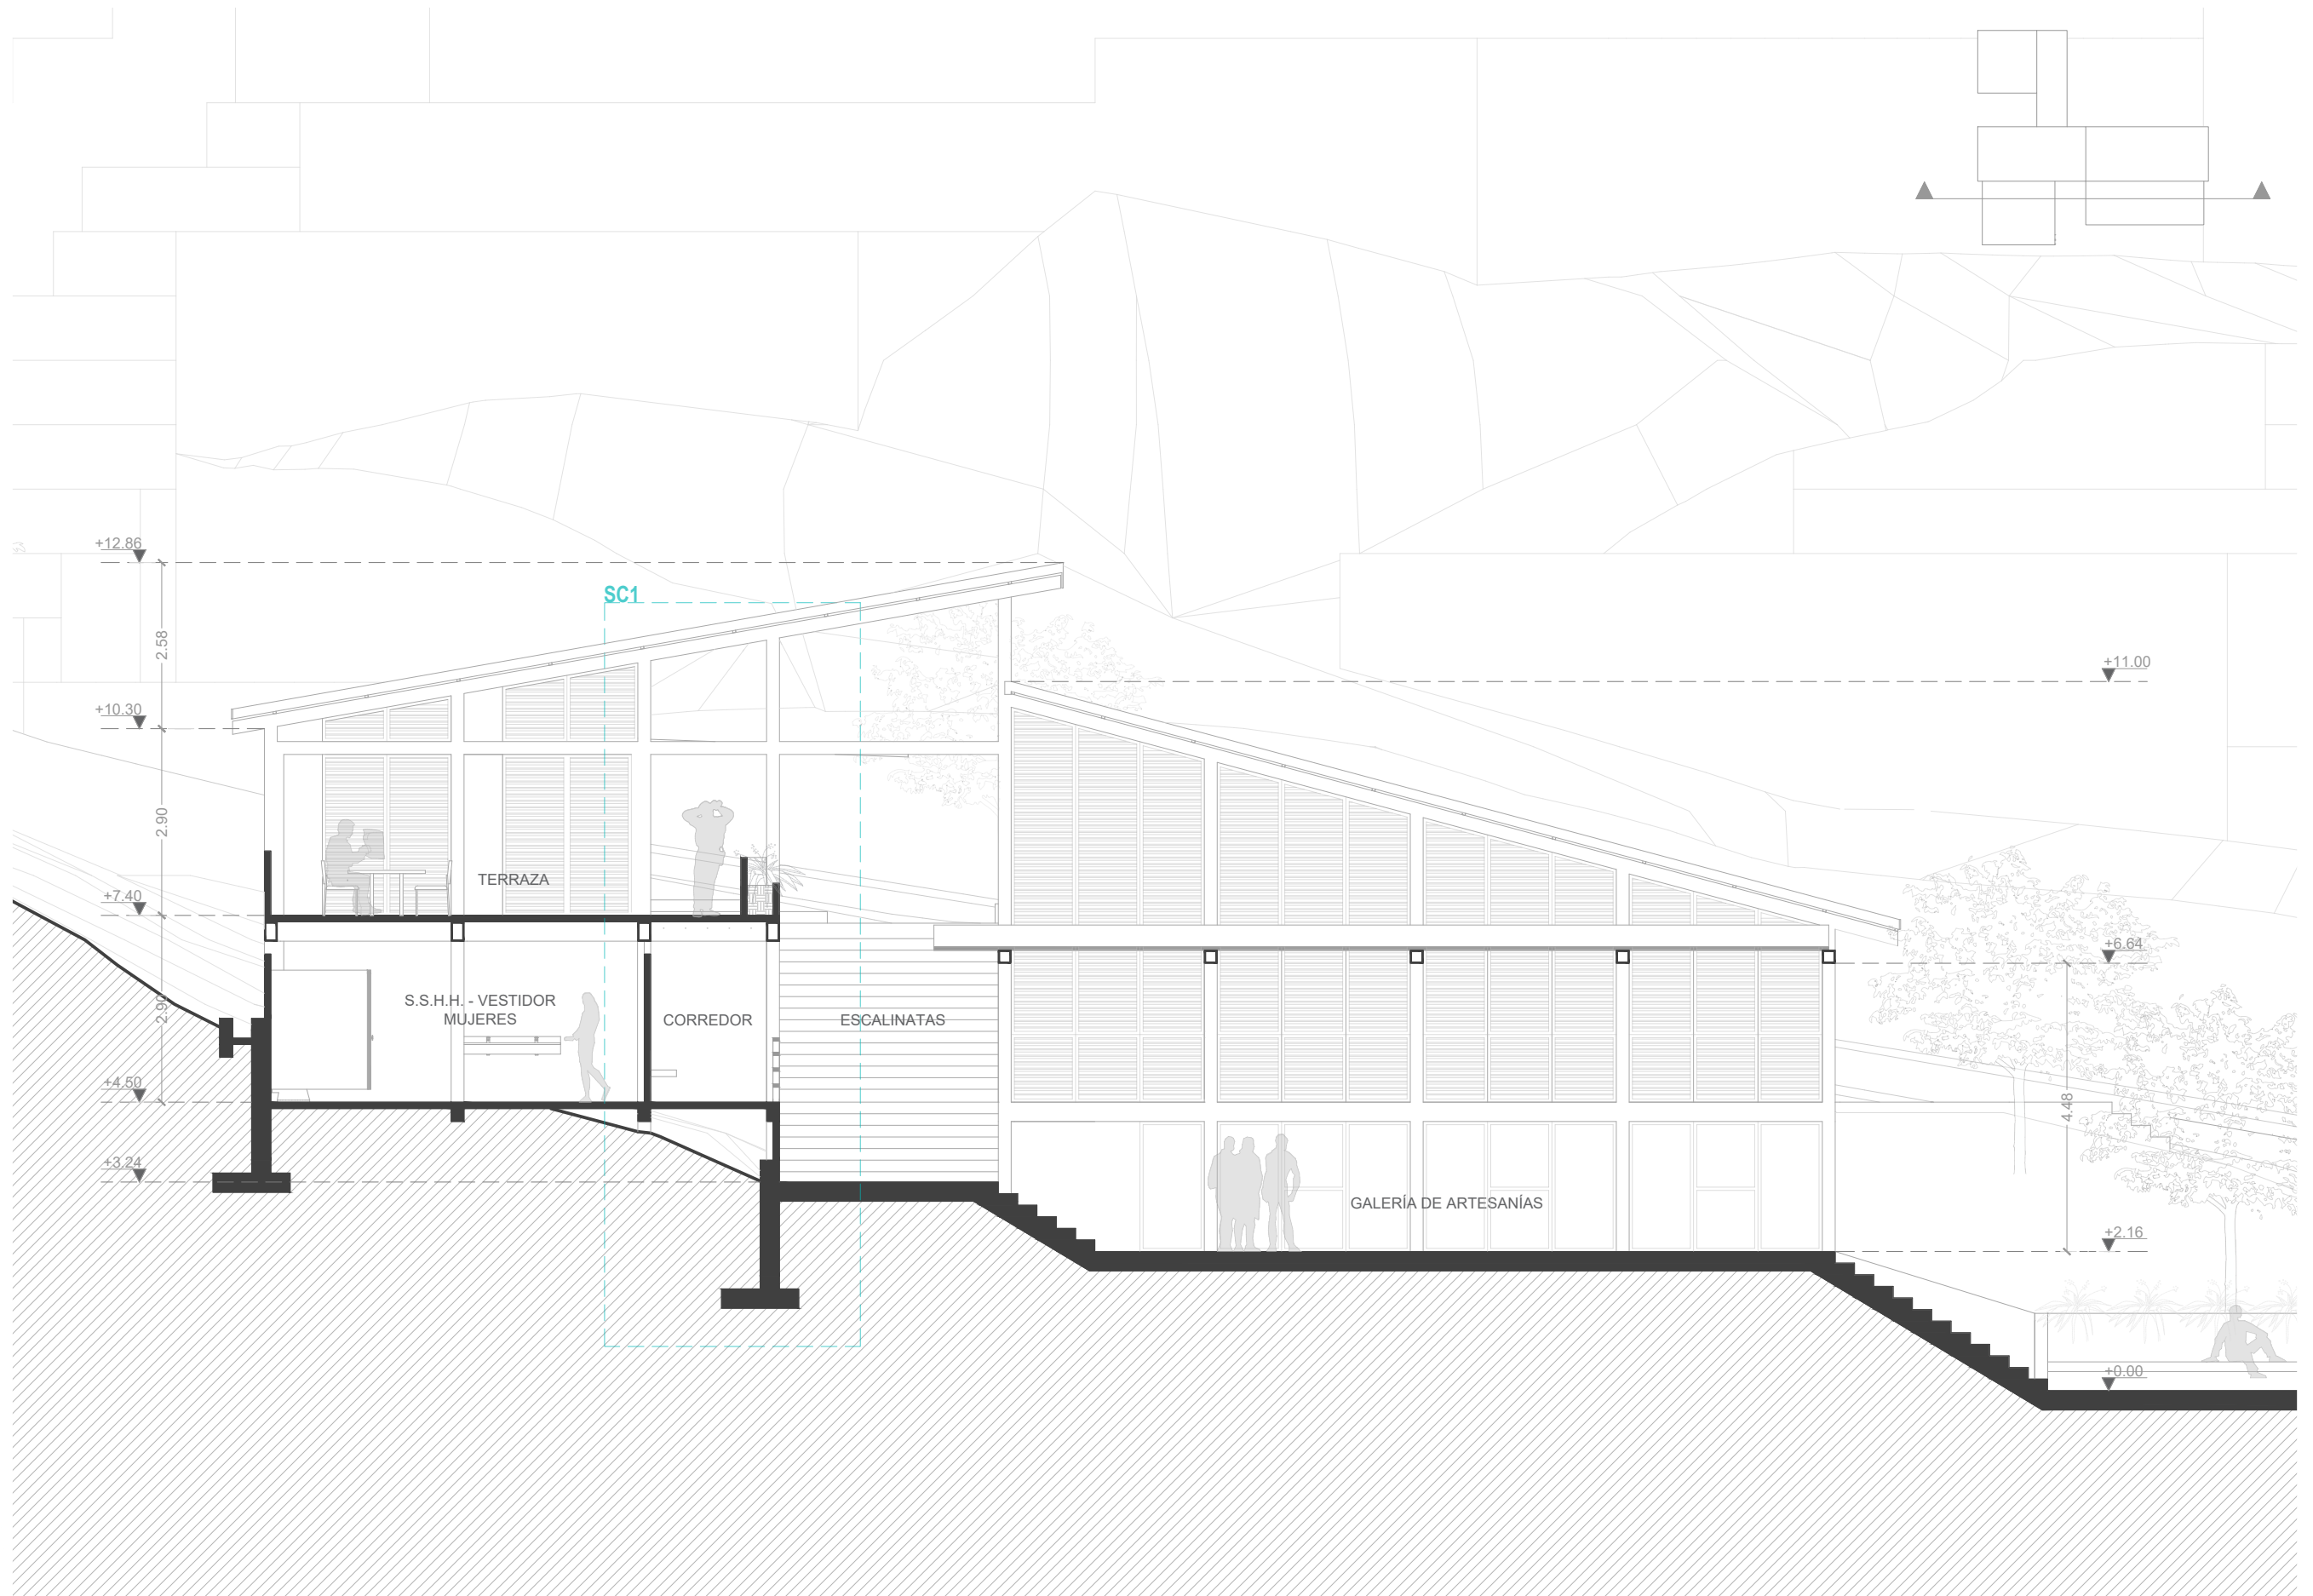 +12.86
SC1
2.58
+11.00
+10.30
2.90
TERRAZA
+7.40
+6.64
2.90
S.S.H.H. - VESTIDOR
MUJERES
CORREDOR
ESCALINATAS
+4.50
4.48
+3.24
GALERÍA DE ARTESANÍAS
+2.16
+0.00